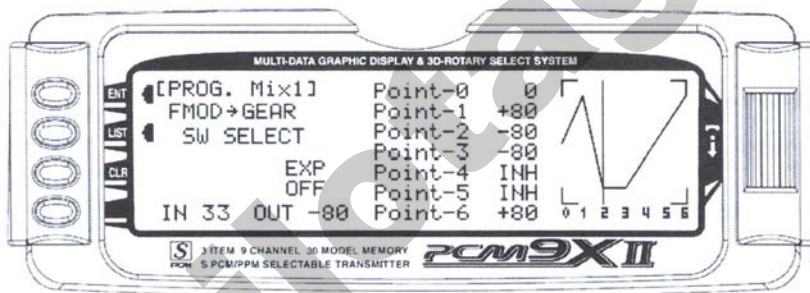 MULTI-DATA GRAPHIC DISPLAY & 3D-ROTARY SELECT SYSTEM
ENT
LIST
CLR
[PROG. Mix1]
FMOD→GEAR
SW SELECT
EXP
OFF
IN 33 OUT -80
Point-0 0
Point-1 +80
Point-2 -80
Point-3 -80
Point-4 INH
Point-5 INH
Point-6 +80
0 1 2 3 4 5 6
S PCM
3 ITEM 9 CHANNEL 30 MODEL MEMORY
S PCM/PPM SELECTABLE TRANSMITTER
PCM9X II